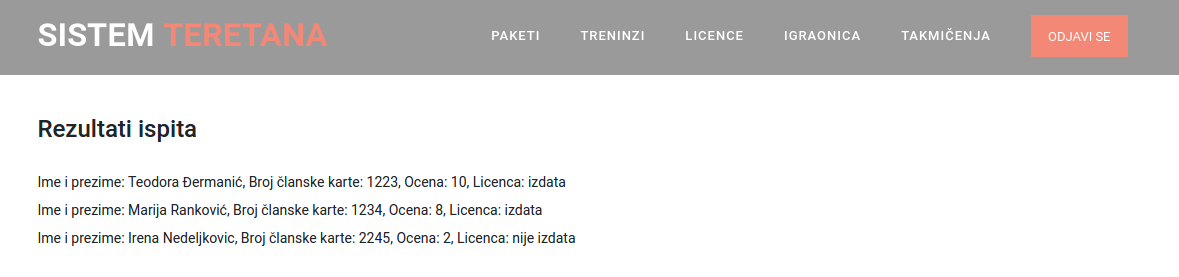 SISTEM TERETANA PAKETI TRENINZI LICENCE IGRAONICA TAKMIČENJA ODJAVI SE
Rezultati ispita
Ime i prezime: Teodora Đermanić, Broj članske karte: 1223, Ocena: 10, Licenca: izdata
Ime i prezime: Marija Ranković, Broj članske karte: 1234, Ocena: 8, Licenca: izdata
Ime i prezime: Irena Nedeljkovic, Broj članske karte: 2245, Ocena: 2, Licenca: nije izdata